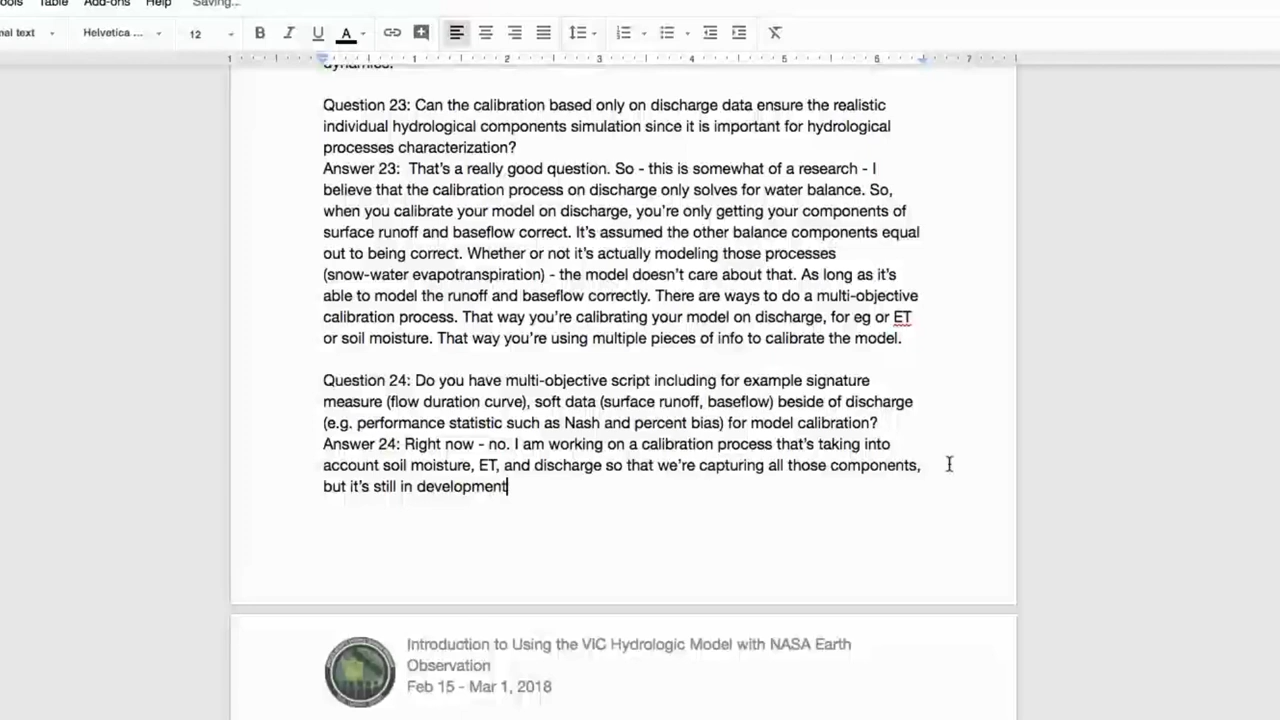 Table Add-ons Help Saving...
Helvetica ... 12 B I U A
1 1 2 3 4 5 6 7
dynamics.
Question 23: Can the calibration based only on discharge data ensure the realistic
individual hydrological components simulation since it is important for hydrological
processes characterization?
Answer 23: That's a really good question. So - this is somewhat of a research - I
believe that the calibration process on discharge only solves for water balance. So,
when you calibrate your model on discharge, you're only getting your components of
surface runoff and baseflow correct. It's assumed the other balance components equal
out to being correct. Whether or not it's actually modeling those processes
(snow-water evapotranspiration) - the model doesn't care about that. As long as it's
able to model the runoff and baseflow correctly. There are ways to do a multi-objective
calibration process. That way you're calibrating your model on discharge, for eg or ET
or soil moisture. That way you're using multiple pieces of info to calibrate the model.
Question 24: Do you have multi-objective script including for example signature
measure (flow duration curve), soft data (surface runoff, baseflow) beside of discharge
(e.g. performance statistic such as Nash and percent bias) for model calibration?
Answer 24: Right now - no. I am working on a calibration process that's taking into
account soil moisture, ET, and discharge so that we're capturing all those components,
but it's still in development
Introduction to Using the VIC Hydrologic Model with NASA Earth
Observation
Feb 15 - Mar 1, 2018